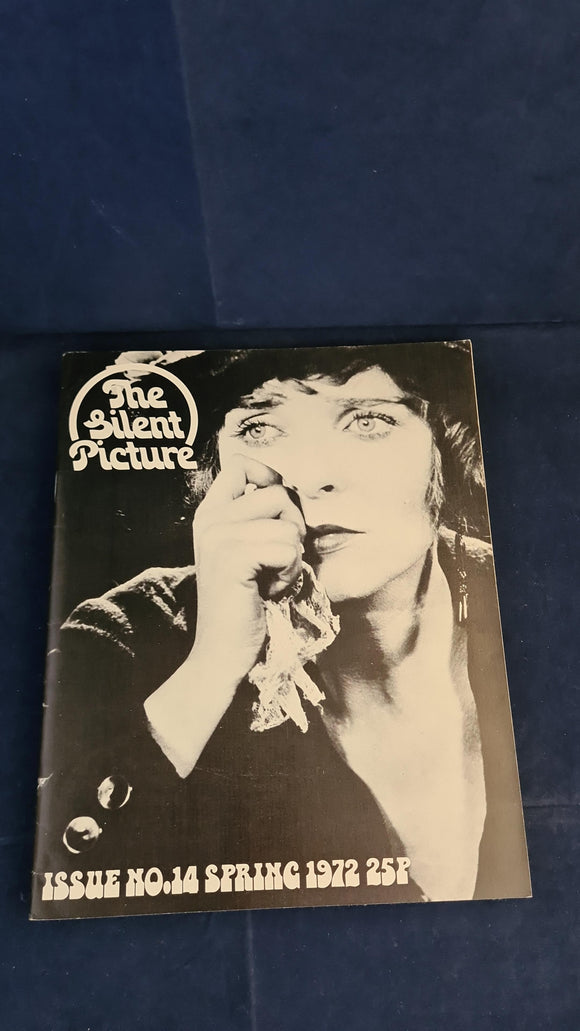 The
Silent
Picture
ISSUE NO.14 SPRING 1972 25P